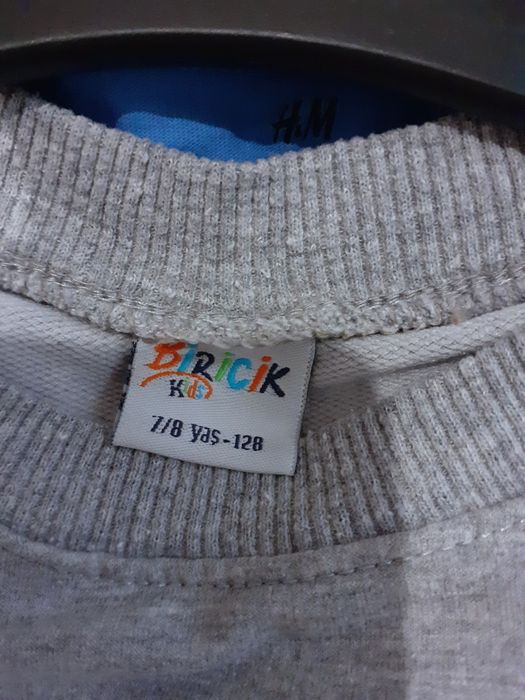 H&M
BiRiCiK
Kids
7/8 yaş-128